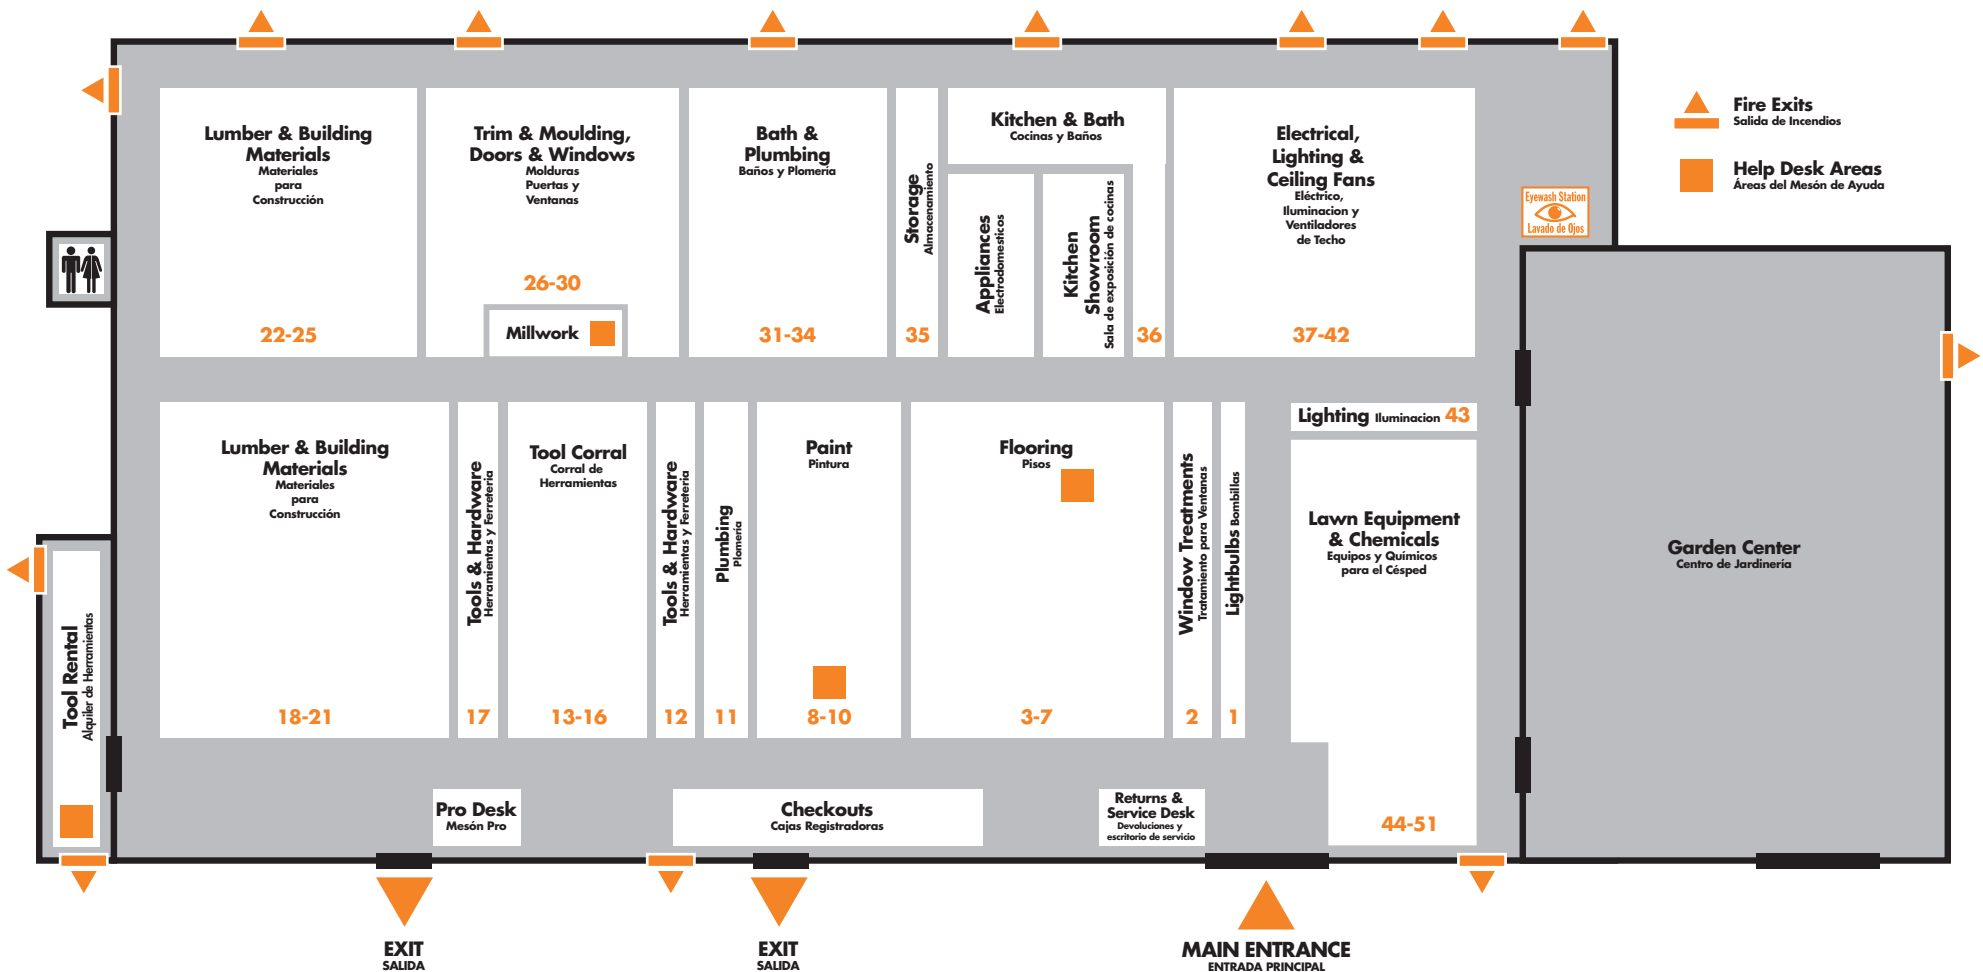 Lumber & Building
Materials
Materiales
para
Construcción
22-25
Trim & Moulding,
Doors & Windows
Molduras
Puertas y
Ventanas
26-30
Millwork
Bath &
Plumbing
Baños y Plomería
31-34
Storage
Almacenamiento
35
Kitchen & Bath
Cocinas y Baños
Appliances
Electrodomesticos
Kitchen
Showroom
Sala de exposición de cocinas
36
Electrical,
Lighting &
Ceiling Fans
Eléctrico,
Iluminacion y
Ventiladores
de Techo
37-42
Eyewash Station
Lavado de Ojos
Fire Exits
Salida de Incendios
Help Desk Areas
Áreas del Mesón de Ayuda
Tool Rental
Alquiler de Herramientas
Lumber & Building
Materials
Materiales
para
Construcción
18-21
Tools & Hardware
Herramientas y Ferretería
17
Tool Corral
Corral de
Herramientas
13-16
Tools & Hardware
Herramientas y Ferretería
12
Plumbing
Plomería
11
Paint
Pintura
8-10
Flooring
Pisos
3-7
Window Treatments
Tratamiento para Ventanas
2
Lightbulbs Bombillas
1
Lighting Iluminacion 43
Lawn Equipment
& Chemicals
Equipos y Químicos
para el Césped
44-51
Garden Center
Centro de Jardinería
Pro Desk
Mesón Pro
Checkouts
Cajas Registradoras
Returns &
Service Desk
Devoluciones y
escritorio de servicio
EXIT
SALIDA
EXIT
SALIDA
MAIN ENTRANCE
ENTRADA PRINCIPAL